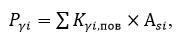 P_{γi} = ∑ K_{γi,пов} × A_{si},